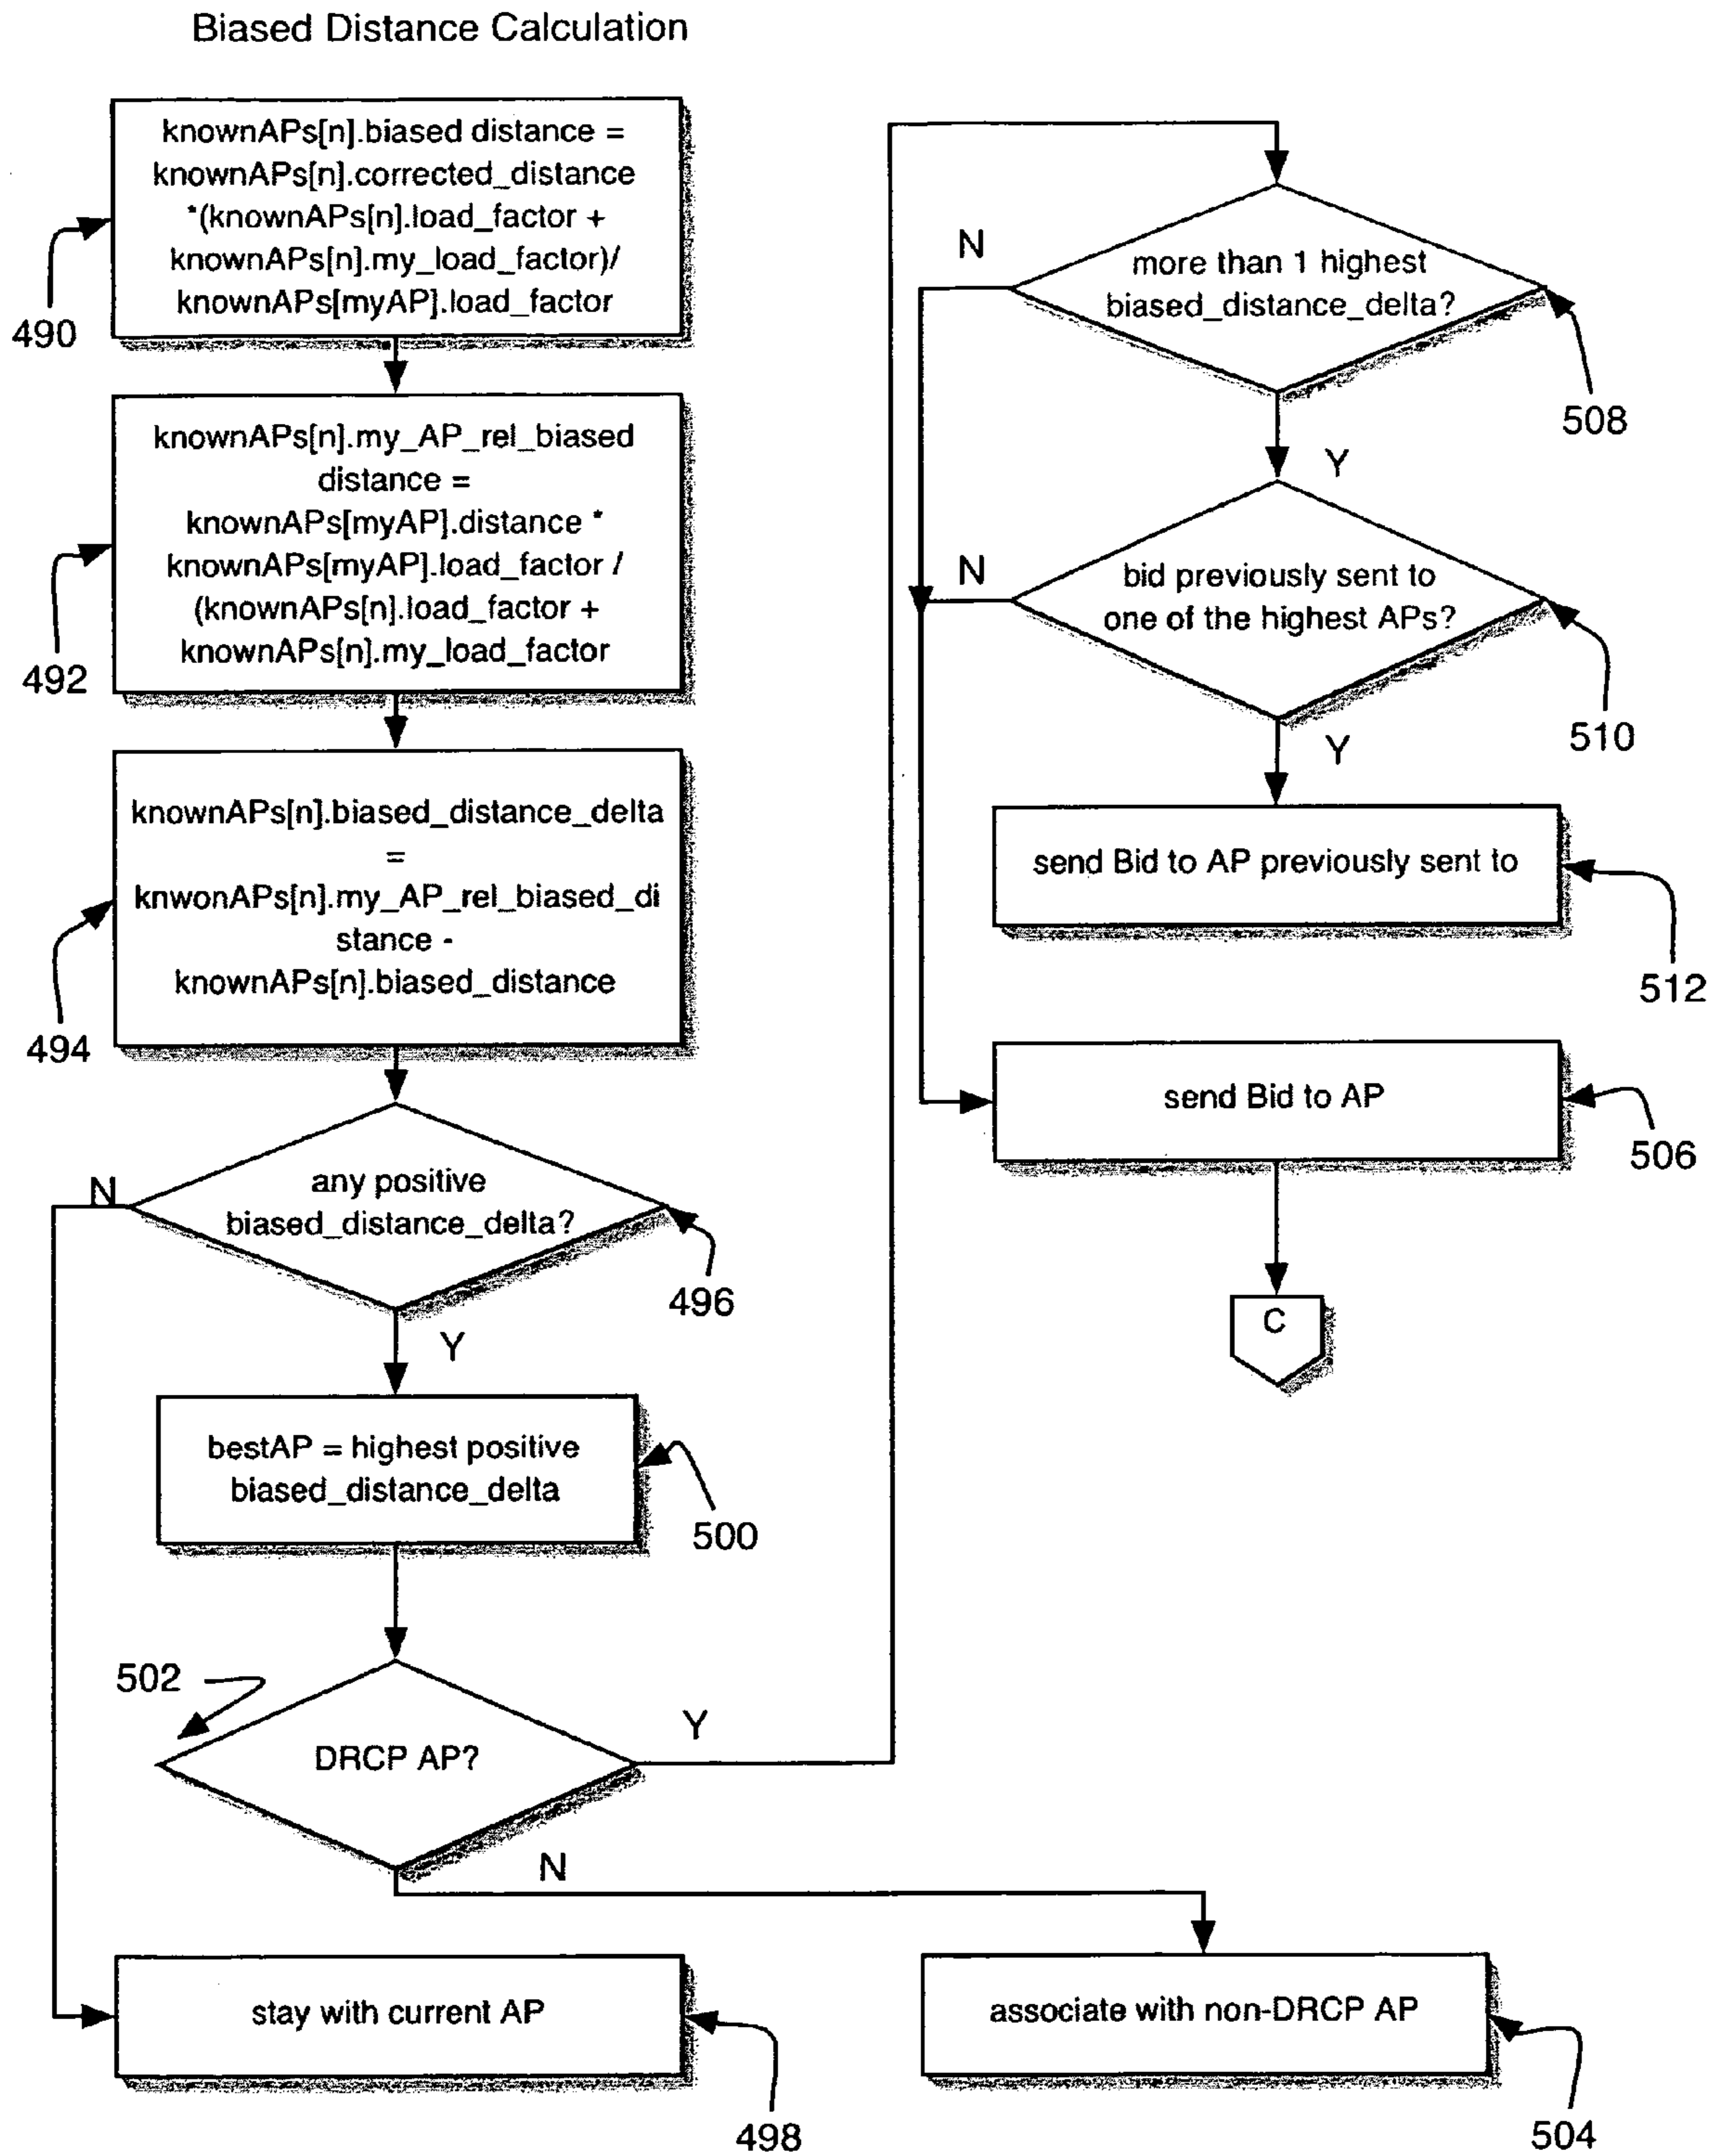 Biased Distance Calculation
knownAPs[n].biased distance =
knownAPs[n].corrected_distance
*(knownAPs[n].load_factor +
knownAPs[n].my_load_factor)/
knownAPs[myAP].load_factor
490
knownAPs[n].my_AP_rel_biased
distance =
knownAPs[myAP].distance *
knownAPs[myAP].load_factor /
(knownAPs[n].load_factor +
knownAPs[n].my_load_factor
492
knownAPs[n].biased_distance_delta
=
knwonAPs[n].my_AP_rel_biased_di
stance -
knownAPs[n].biased_distance
494
any positive
biased_distance_delta?
N
496
Y
bestAP = highest positive
biased_distance_delta
500
502
DRCP AP?
Y
N
stay with current AP
498
more than 1 highest
biased_distance_delta?
N
508
Y
bid previously sent to
one of the highest APs?
N
510
Y
send Bid to AP previously sent to
512
send Bid to AP
506
C
associate with non-DRCP AP
504